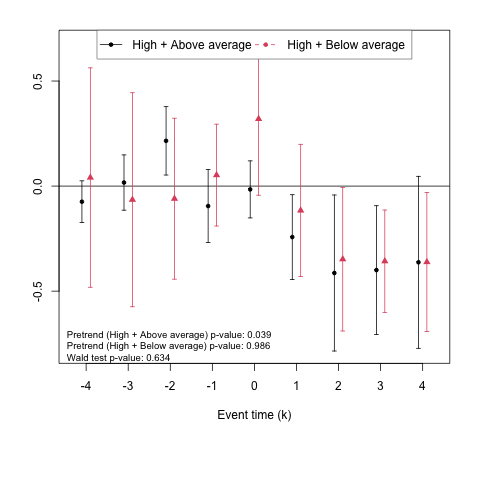 High + Above average High + Below average
0.5
0.0
-0.5
Pretrend (High + Above average) p-value: 0.039
Pretrend (High + Below average) p-value: 0.986
Wald test p-value: 0.634
-4 -3 -2 -1 0 1 2 3 4
Event time (k)